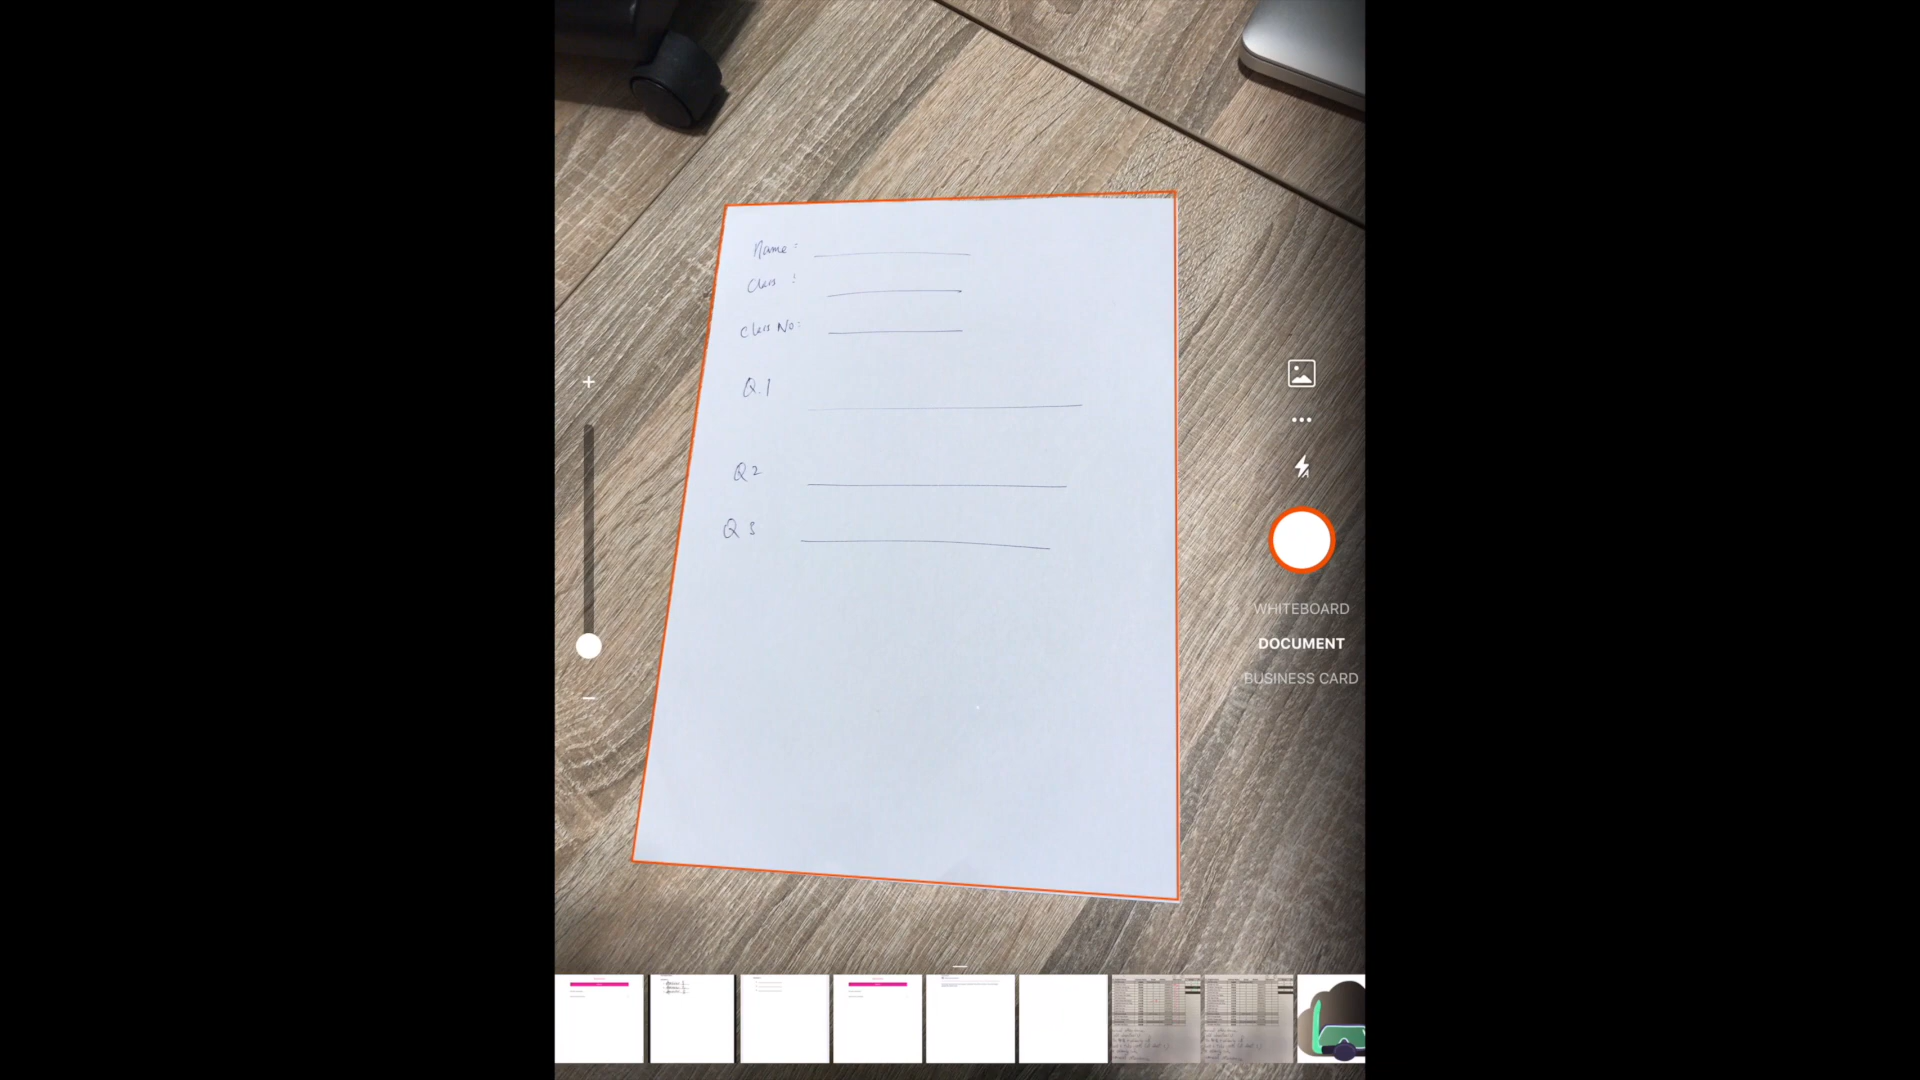 Name:
Class:
Class No:
Q.1
Q2
Q3
WHITEBOARD
DOCUMENT
BUSINESS CARD